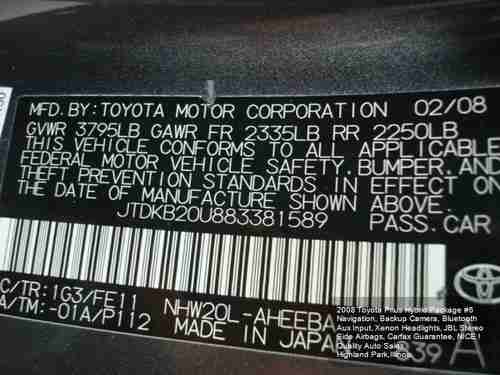 MFD. BY: TOYOTA MOTOR CORPORATION 02/08
GVWR 3795LB GAWR FR 2335LB RR 2250LB
THIS VEHICLE CONFORMS TO ALL APPLICABLE
FEDERAL MOTOR VEHICLE SAFETY, BUMPER, AND
THEFT PREVENTION STANDARDS IN EFFECT ON
THE DATE OF MANUFACTURE SHOWN ABOVE.
JTDKB20U883381589 PASS.CAR
C/TR: 1G3/FE11
A/TM: -01A/P112
NHW20L-AHEEBA
MADE IN JAPAN
839
TOYOTA
A
2008 Toyota Prius Hybrid Package #6
Navigation, Backup Camera, Bluetooth
Aux Input, Xenon Headlights, JBL Stereo
Side Airbags, Carfax Guarantee, NICE !
Quality Auto Sales
Highland Park,